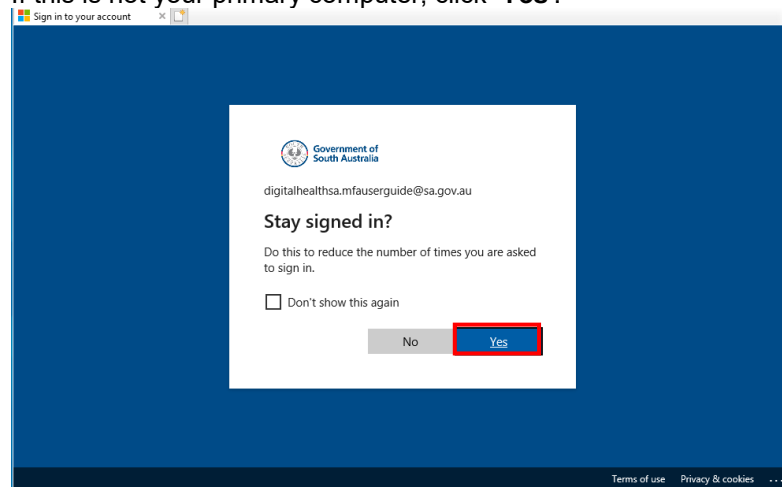 If this is not your primary computer, click "Yes".
Sign in to your account
Government of
South Australia
digitalhealthsa.mfauserguide@sa.gov.au
Stay signed in?
Do this to reduce the number of times you are asked
to sign in.
Don't show this again
No Yes
Terms of use Privacy & cookies ...